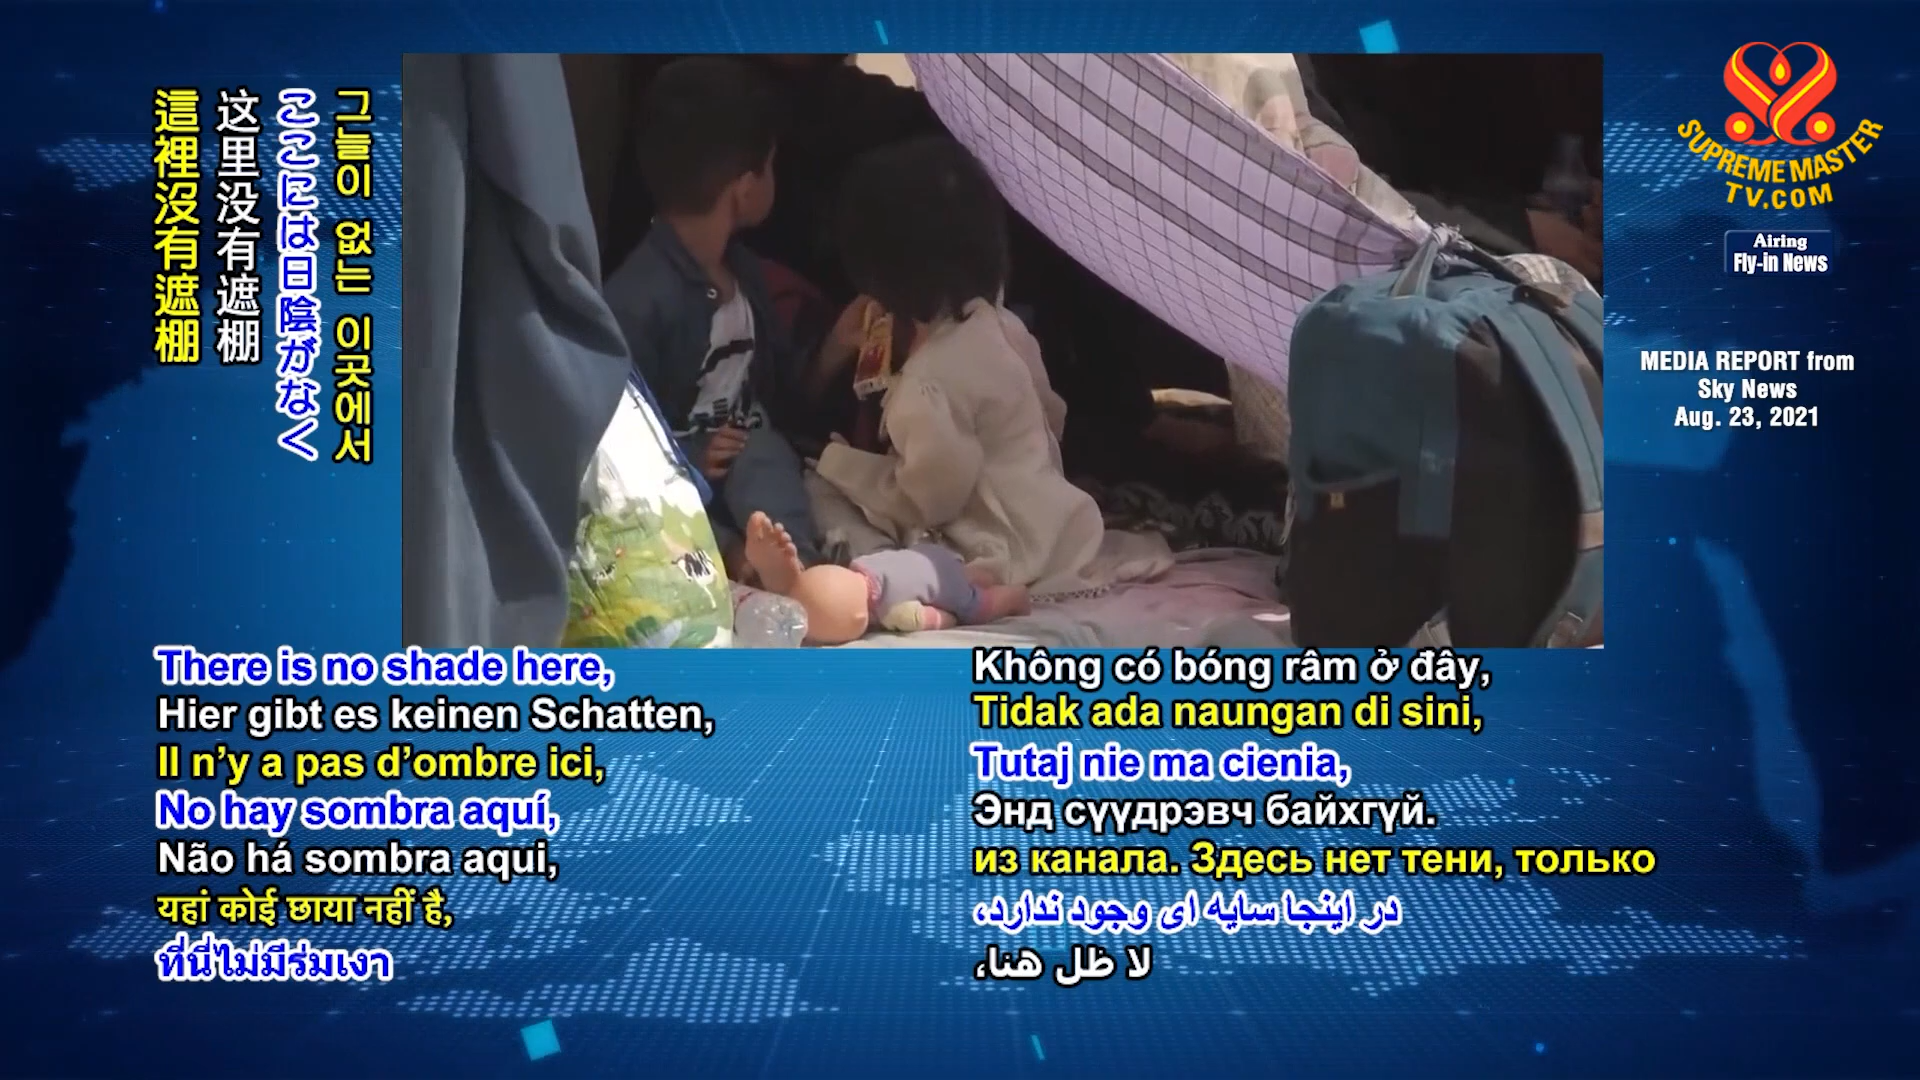 這裡沒有遮棚
这里没有遮棚
ここには日陰がなく
그늘이 없는 이곳에서
SUPREME MASTER
TV.COM
Airing
Fly-in News
MEDIA REPORT from
Sky News
Aug. 23, 2021
There is no shade here,
Hier gibt es keinen Schatten,
Il n’y a pas d’ombre ici,
No hay sombra aquí,
Não há sombra aqui,
यहां कोई छाया नहीं है,
ที่นี่ไม่มีร่มเงา
Không có bóng râm ở đây,
Tidak ada naungan di sini,
Tutaj nie ma cienia,
Энд сүүдрэвч байхгүй.
из канала. Здесь нет тени, только
در اینجا سایه ای وجود ندارد،
لا ظل هنا،